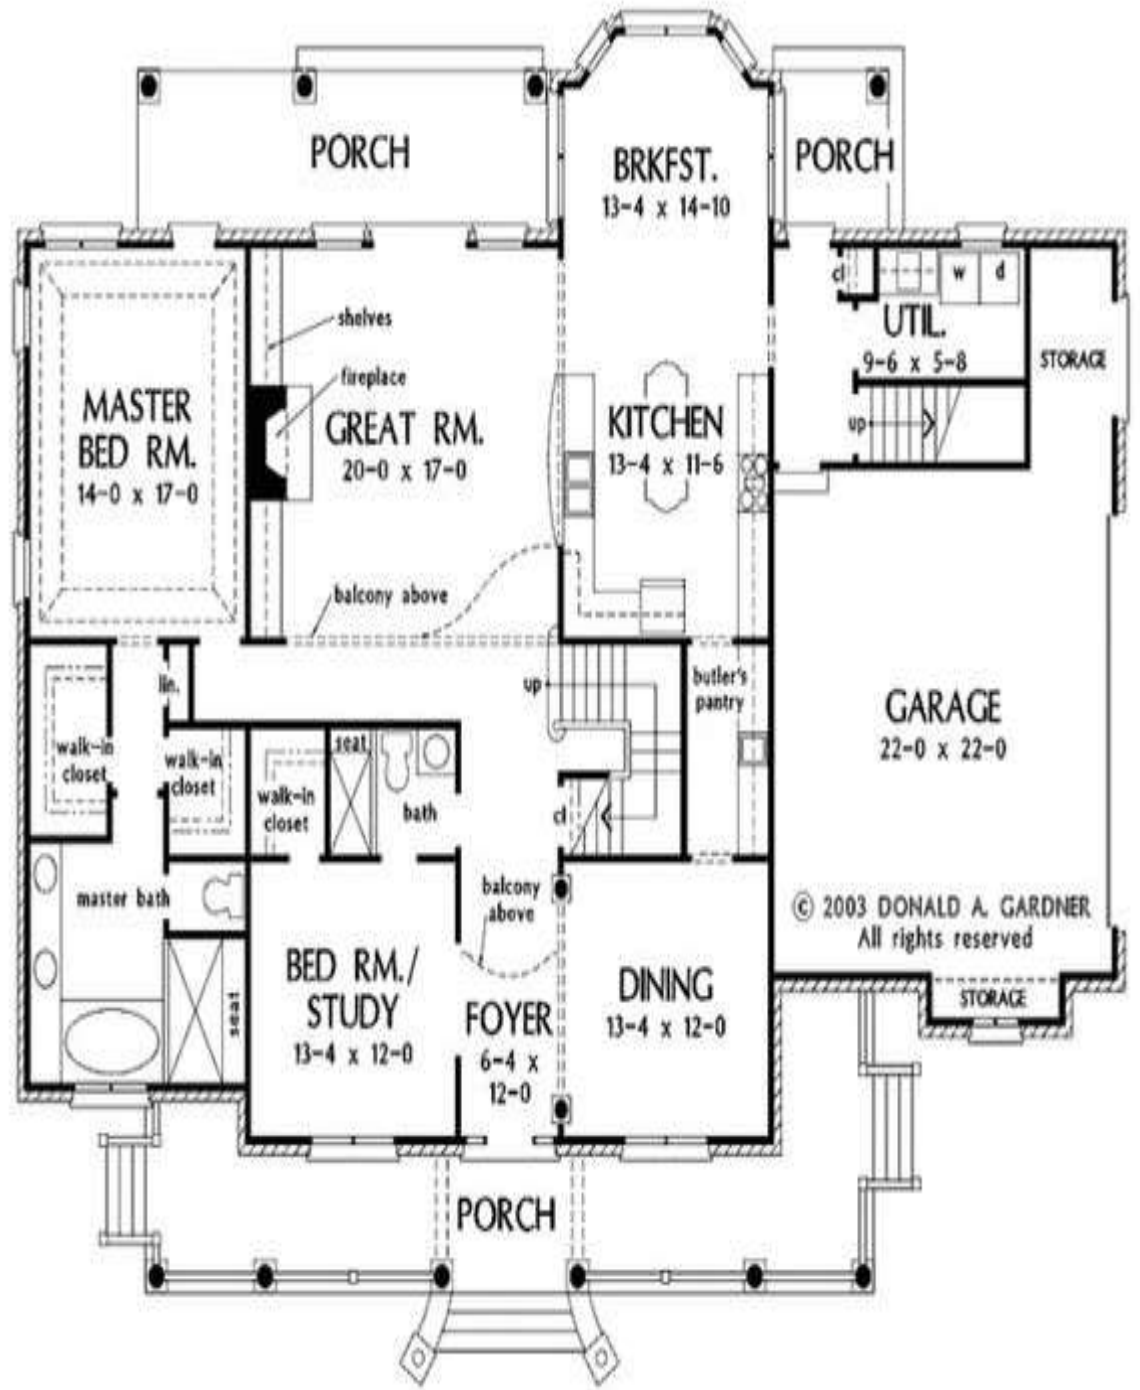 PORCH
BRKFST.
13-4 x 14-10
PORCH
cl
w
d
UTIL.
9-6 x 5-8
STORAGE
shelves
fireplace
MASTER
BED RM.
14-0 x 17-0
GREAT RM.
20-0 x 17-0
KITCHEN
13-4 x 11-6
up
balcony above
lin.
up
butler's
pantry
GARAGE
22-0 x 22-0
walk-in
closet
walk-in
closet
walk-in
closet
seat
bath
cl
master bath
balcony
above
© 2003 DONALD A. GARDNER
All rights reserved
BED RM./
STUDY
13-4 x 12-0
seat
FOYER
6-4 x
12-0
DINING
13-4 x 12-0
STORAGE
PORCH